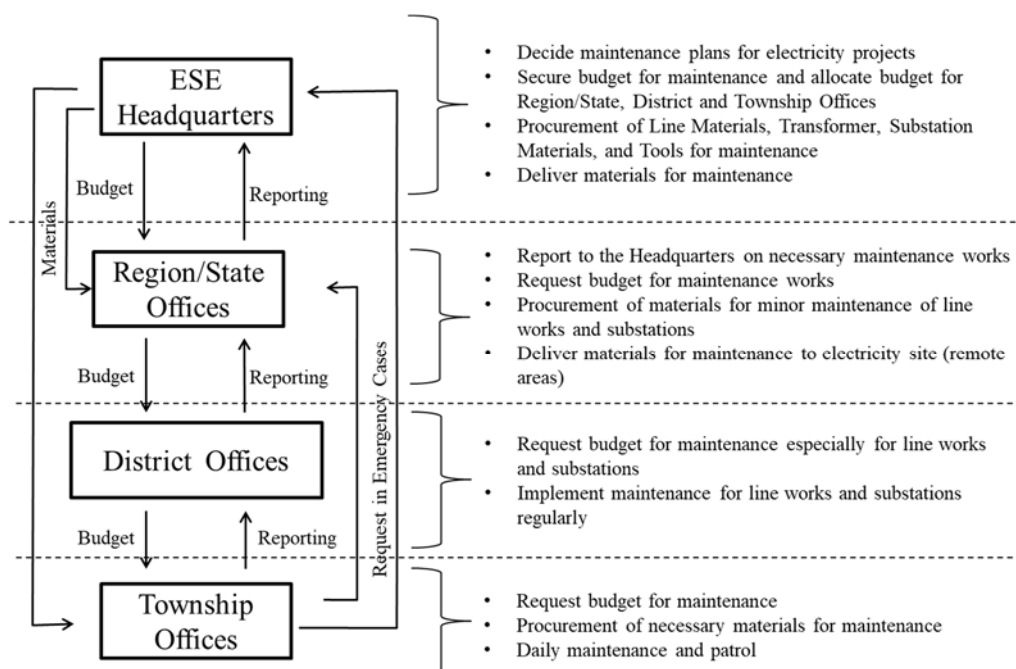 ESE
Headquarters
Budget
Reporting
Materials
Region/State
Offices
Budget
Reporting
Request in Emergency Cases
District Offices
Budget
Reporting
Township
Offices
• Decide maintenance plans for electricity projects
• Secure budget for maintenance and allocate budget for
Region/State, District and Township Offices
• Procurement of Line Materials, Transformer, Substation
Materials, and Tools for maintenance
• Deliver materials for maintenance
• Report to the Headquarters on necessary maintenance works
• Request budget for maintenance works
• Procurement of materials for minor maintenance of line
works and substations
• Deliver materials for maintenance to electricity site (remote
areas)
• Request budget for maintenance especially for line works
and substations
• Implement maintenance for line works and substations
regularly
• Request budget for maintenance
• Procurement of necessary materials for maintenance
• Daily maintenance and patrol